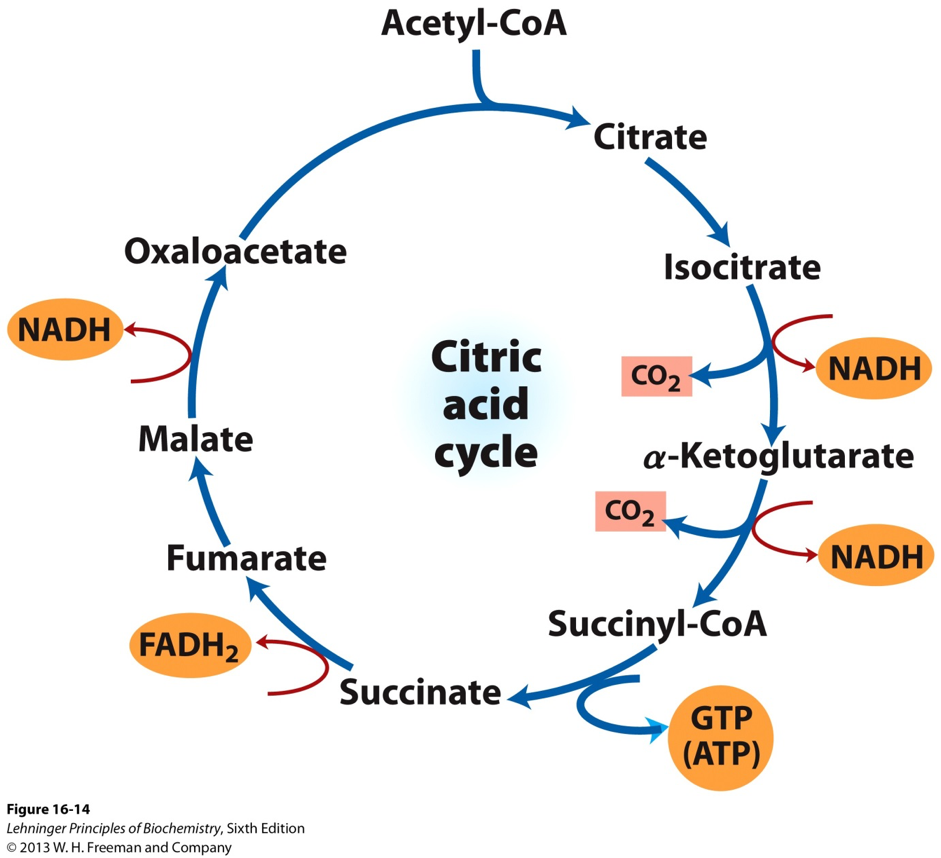 Acetyl-CoA
Citrate
Oxaloacetate
Isocitrate
NADH
Citric
acid
cycle
CO₂
NADH
Malate
α-Ketoglutarate
CO₂
NADH
Fumarate
Succinyl-CoA
FADH₂
Succinate
GTP
(ATP)
Figure 16-14
Lehninger Principles of Biochemistry, Sixth Edition
© 2013 W. H. Freeman and Company